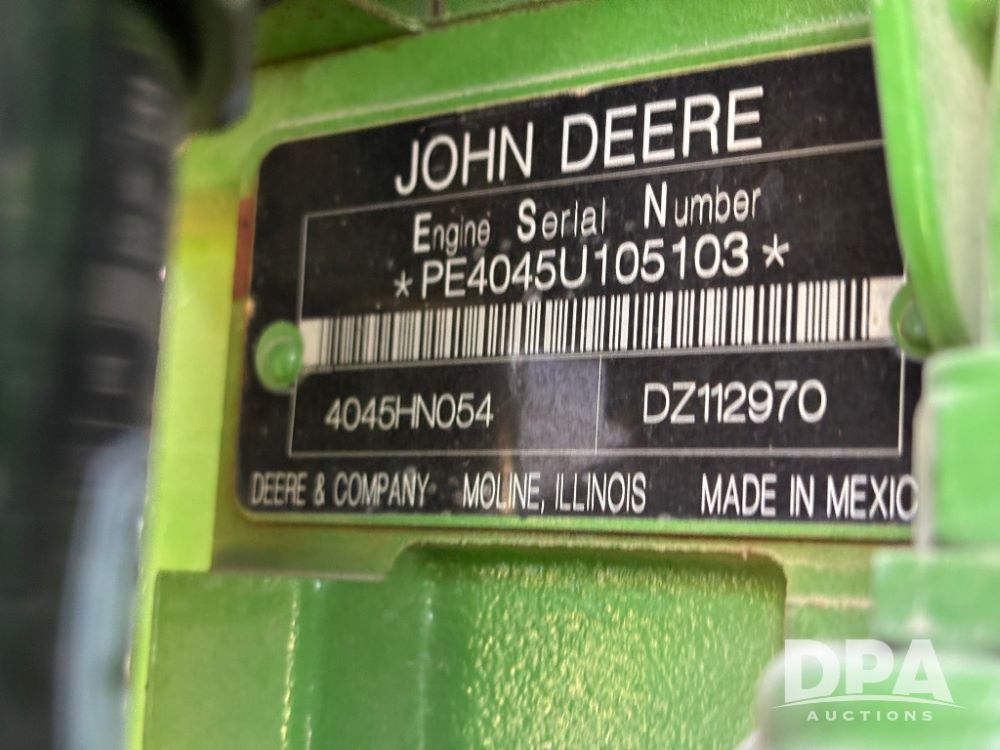 JOHN DEERE
Engine Serial Number
*PE4045U105103*
4045HN054 DZ112970
DEERE & COMPANY MOLINE, ILLINOIS MADE IN MEXIC
DPA
AUCTIONS